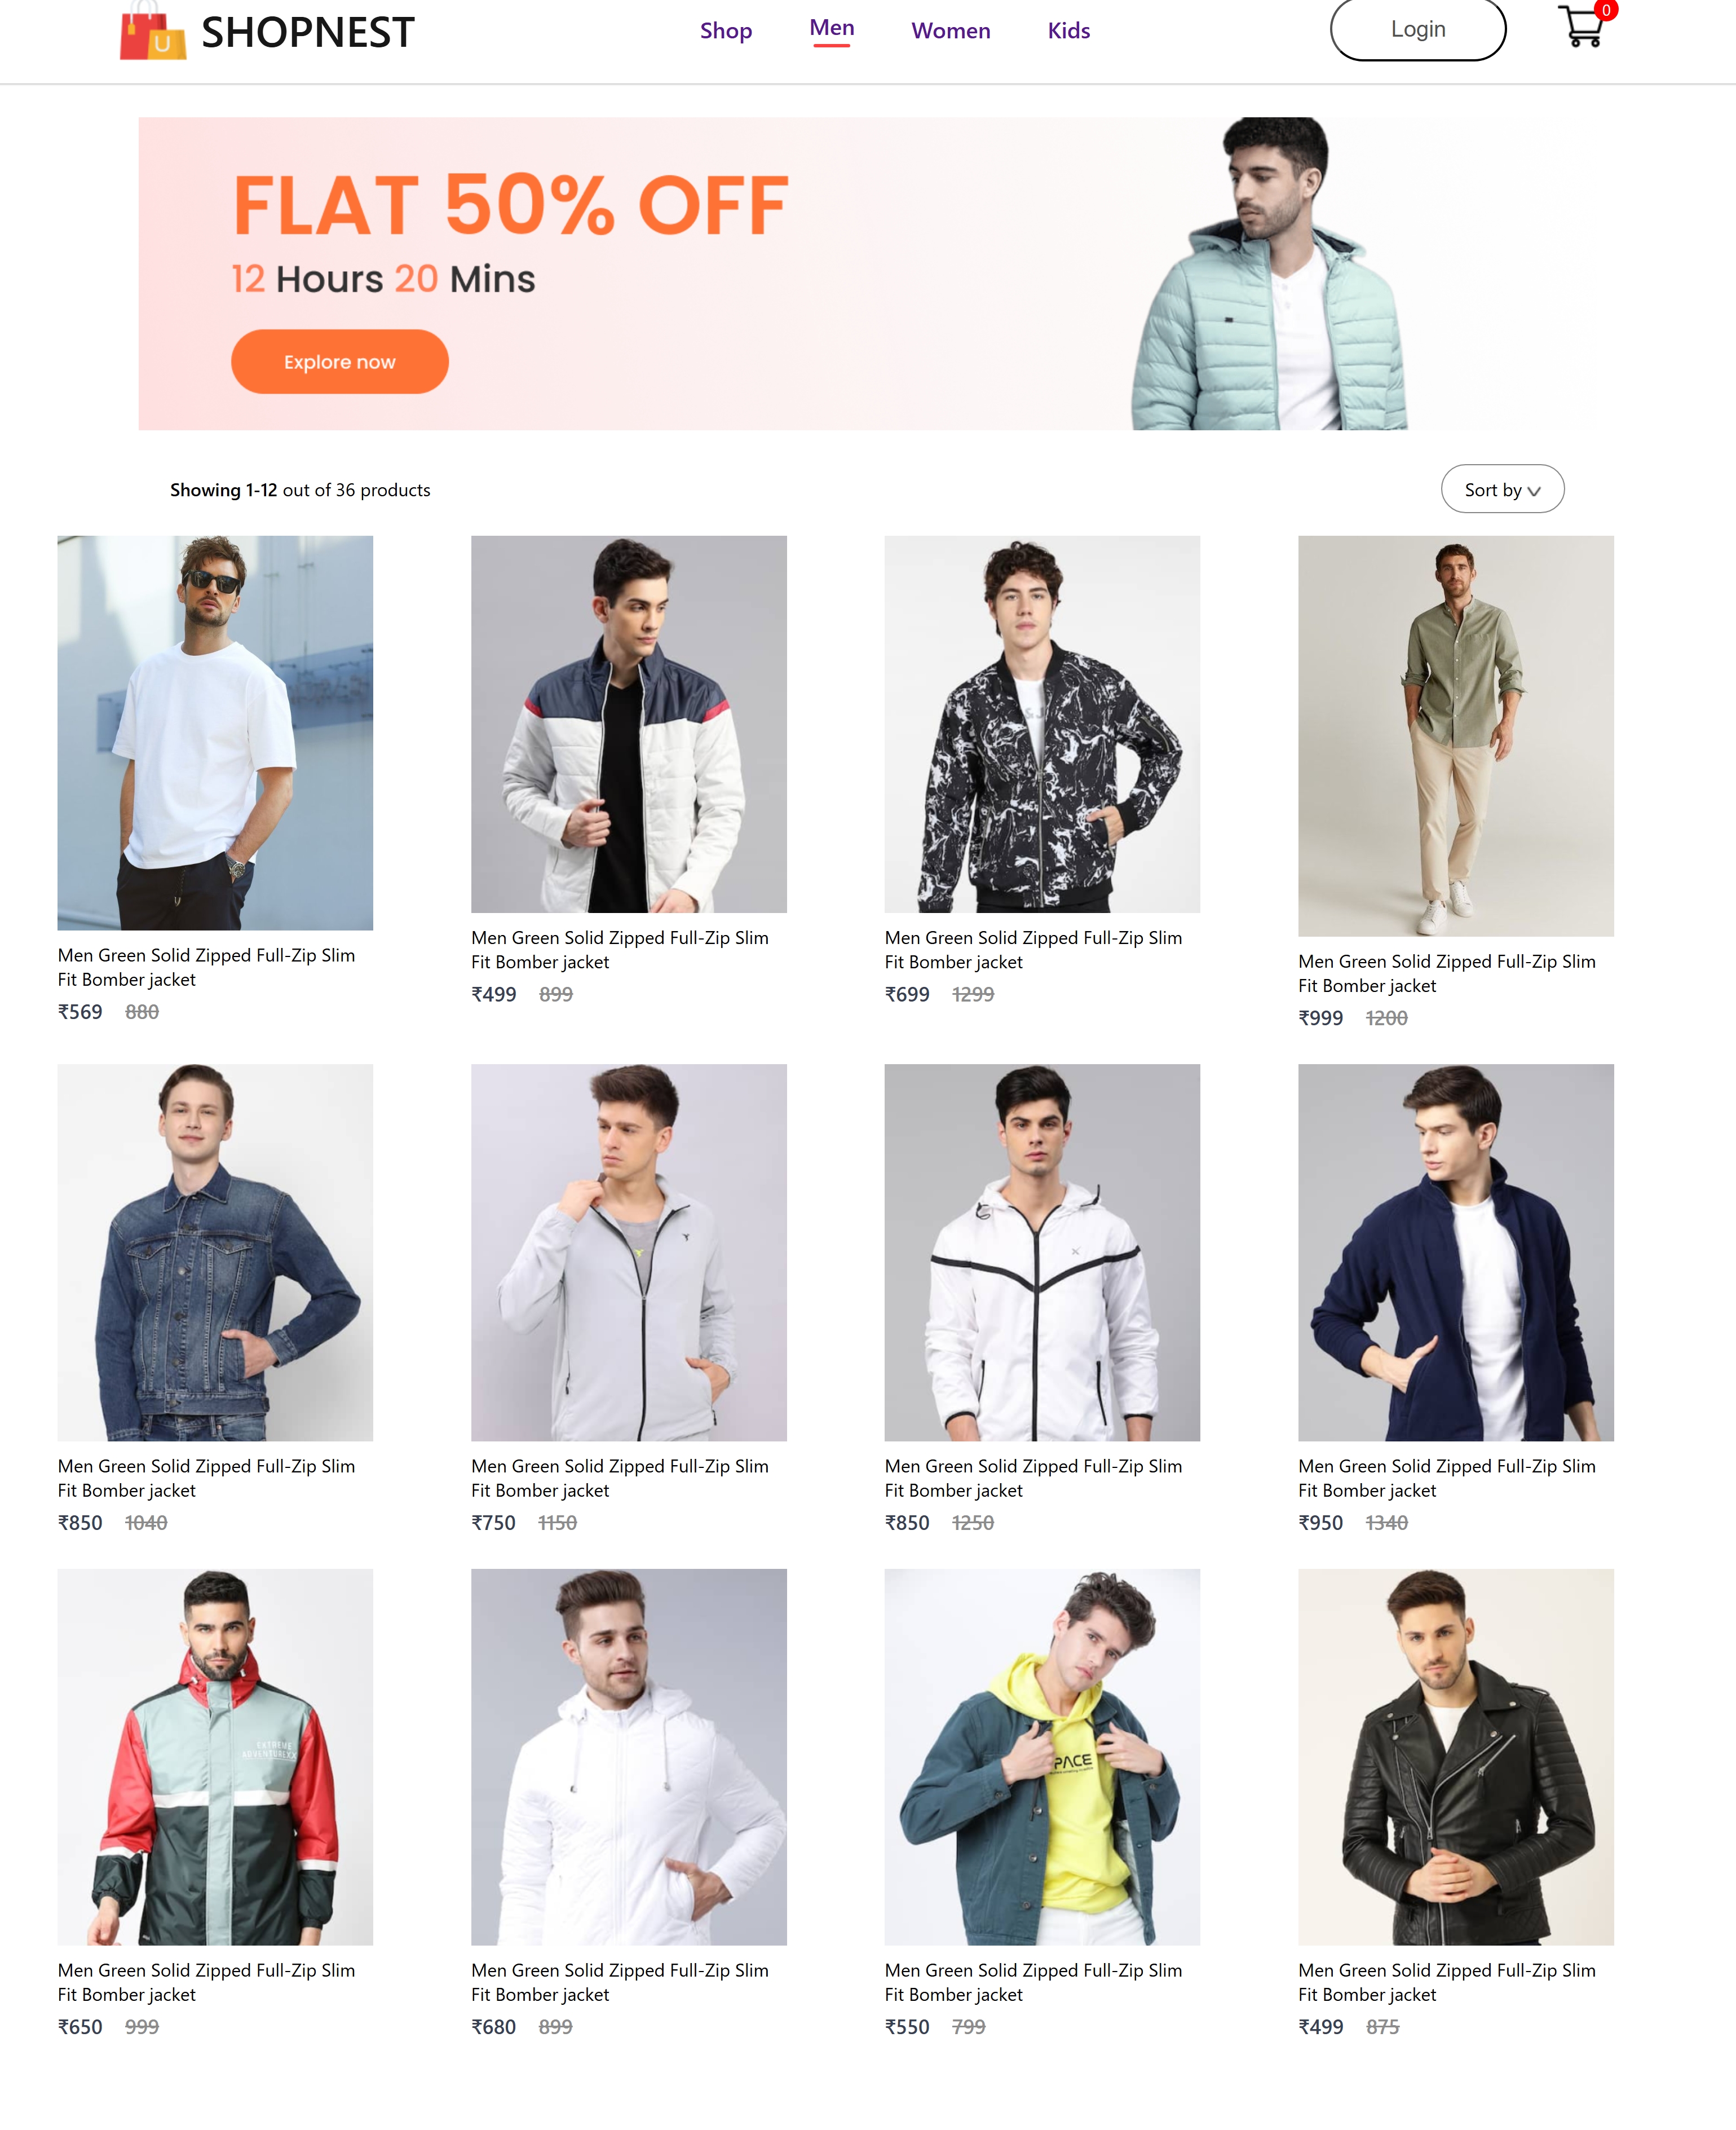 SHOPNEST
Shop
Men
Women
Kids
Login
0
FLAT 50% OFF
12 Hours 20 Mins
Explore now
Showing 1-12 out of 36 products
Sort by
Men Green Solid Zipped Full-Zip Slim
Fit Bomber jacket
₹569 880
Men Green Solid Zipped Full-Zip Slim
Fit Bomber jacket
₹499 899
Men Green Solid Zipped Full-Zip Slim
Fit Bomber jacket
₹699 1299
Men Green Solid Zipped Full-Zip Slim
Fit Bomber jacket
₹999 1200
Men Green Solid Zipped Full-Zip Slim
Fit Bomber jacket
₹850 1040
Men Green Solid Zipped Full-Zip Slim
Fit Bomber jacket
₹750 1150
Men Green Solid Zipped Full-Zip Slim
Fit Bomber jacket
₹850 1250
Men Green Solid Zipped Full-Zip Slim
Fit Bomber jacket
₹950 1340
EXTREME
Men Green Solid Zipped Full-Zip Slim
Fit Bomber jacket
₹650 999
Men Green Solid Zipped Full-Zip Slim
Fit Bomber jacket
₹680 899
PACE
Men Green Solid Zipped Full-Zip Slim
Fit Bomber jacket
₹550 799
Men Green Solid Zipped Full-Zip Slim
Fit Bomber jacket
₹499 875